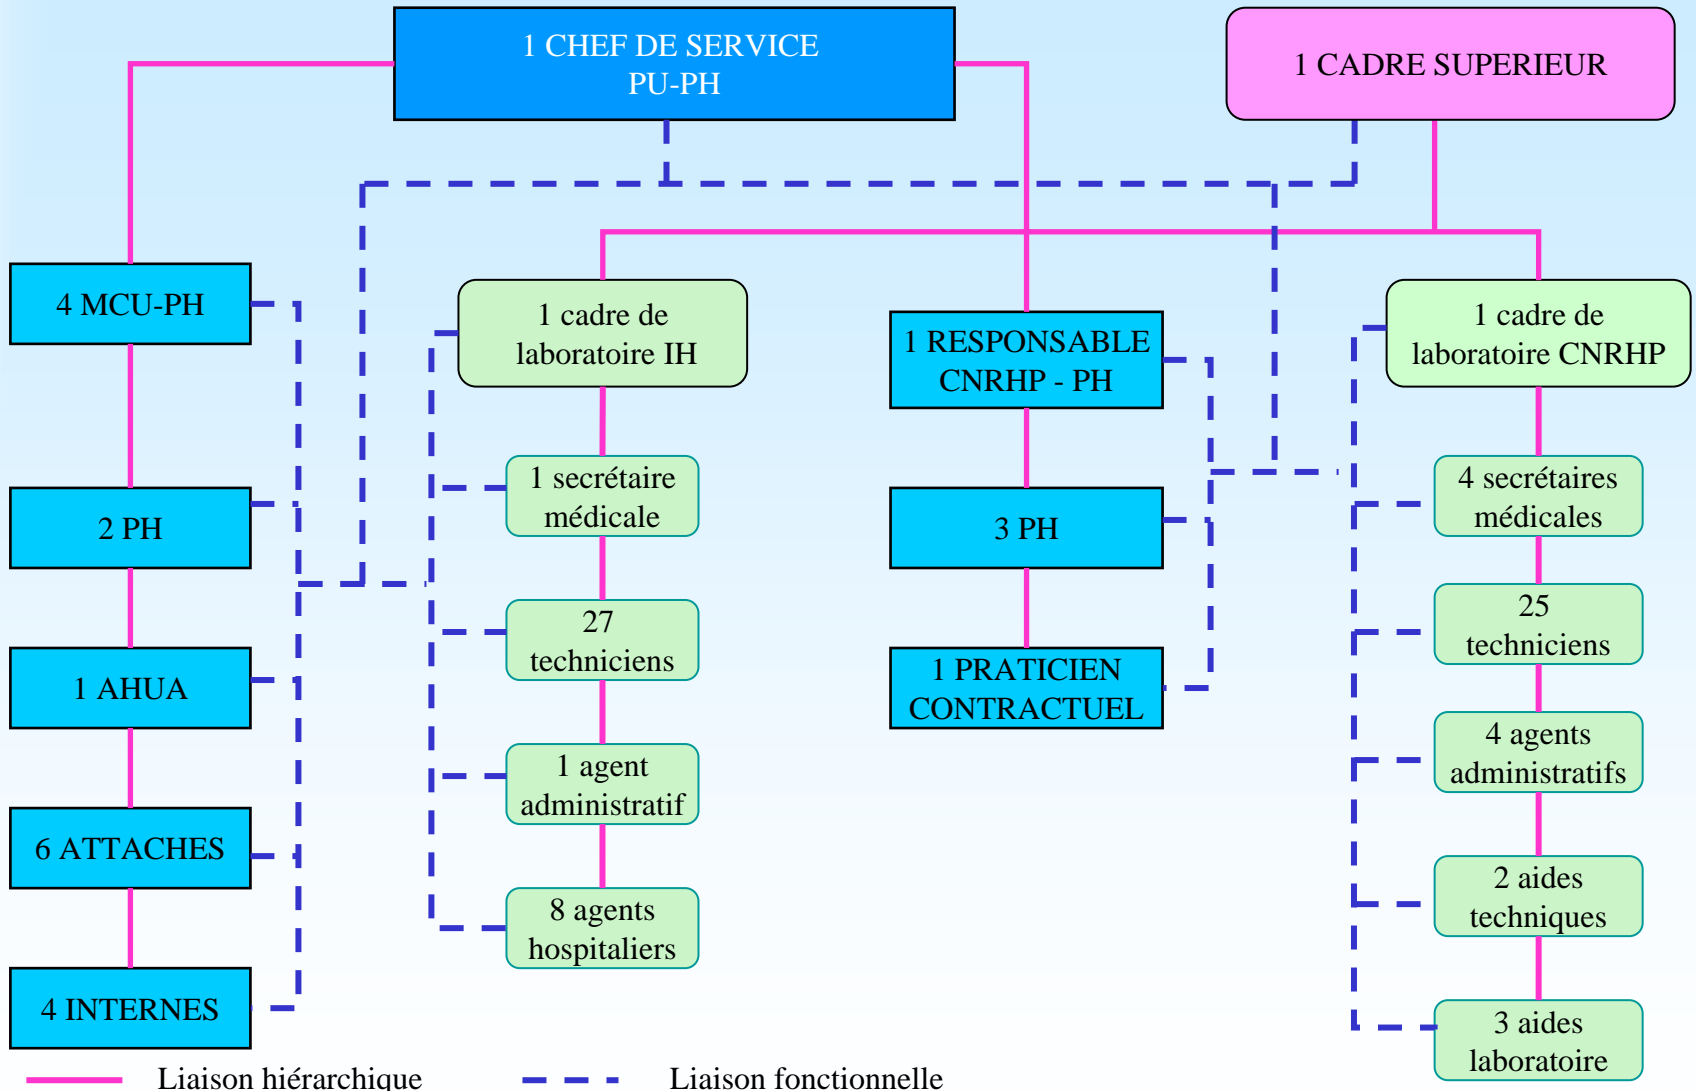 1 CHEF DE SERVICE
PU-PH
1 CADRE SUPERIEUR
4 MCU-PH
2 PH
1 AHUA
6 ATTACHES
4 INTERNES
1 cadre de
laboratoire IH
1 secrétaire
médicale
27
techniciens
1 agent
administratif
8 agents
hospitaliers
1 RESPONSABLE
CNRHP - PH
3 PH
1 PRATICIEN
CONTRACTUEL
1 cadre de
laboratoire CNRHP
4 secrétaires
médicales
25
techniciens
4 agents
administratifs
2 aides
techniques
3 aides
laboratoire
Liaison hiérarchique
Liaison fonctionnelle